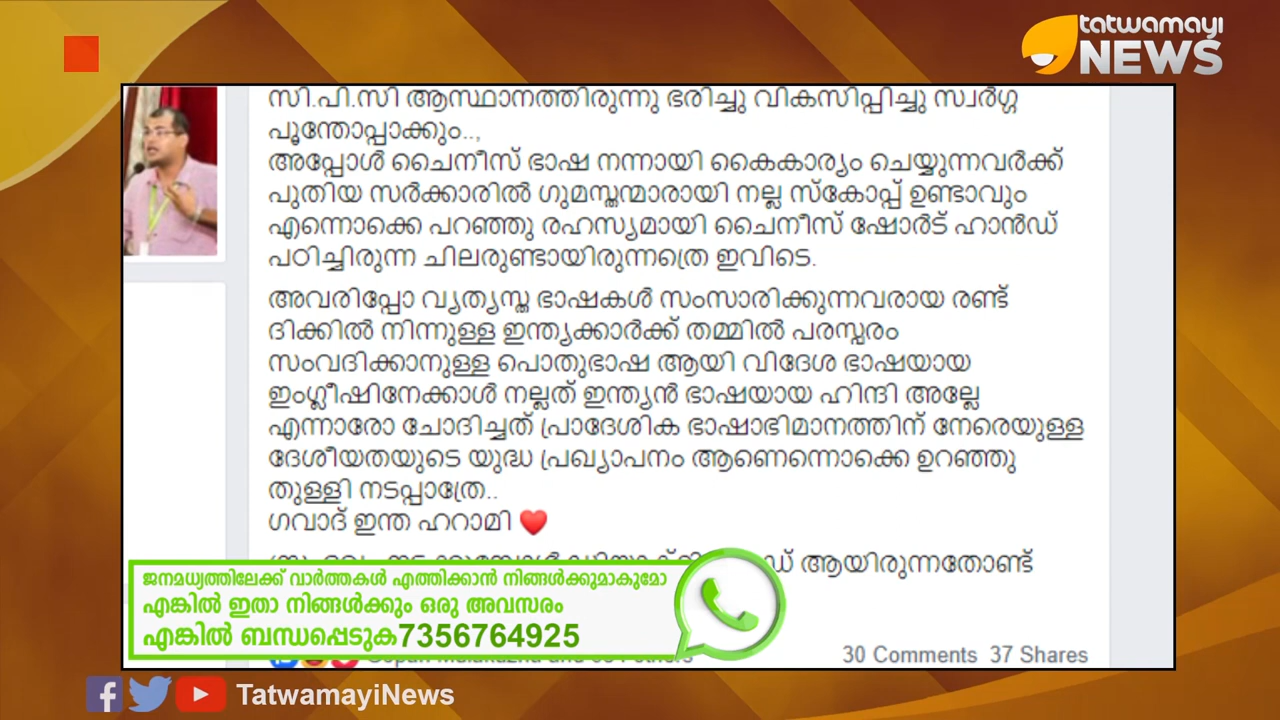 tatwamayi
NEWS
സി.പി.സി ആസ്ഥാനത്തിരുന്നു ഭരിച്ചു വികസിപ്പിച്ചു സ്വർഗ്ഗ
പൂന്തോപ്പാക്കും..,
അപ്പോൾ ചൈനീസ് ഭാഷ നന്നായി കൈകാര്യം ചെയ്യുന്നവർക്ക്
പുതിയ സർക്കാരിൽ ഗുമസ്തന്മാരായി നല്ല സ്കോപ്പ് ഉണ്ടാവും
എന്നൊക്കെ പറഞ്ഞു രഹസ്യമായി ചൈനീസ് ഷോർട് ഹാൻഡ്
പഠിച്ചിരുന്ന ചിലരുണ്ടായിരുന്നത്രെ ഇവിടെ.
അവരിപ്പോ വ്യത്യസ്ത ഭാഷകൾ സംസാരിക്കുന്നവരായ രണ്ട്
ദിക്കിൽ നിന്നുള്ള ഇന്ത്യക്കാർക്ക് തമ്മിൽ പരസ്പരം
സംവദിക്കാനുള്ള പൊതുഭാഷ ആയി വിദേശ ഭാഷയായ
ഇംഗ്ലീഷിനേക്കാൾ നല്ലത് ഇന്ത്യൻ ഭാഷയായ ഹിന്ദി അല്ലേ
എന്നാരോ ചോദിച്ചത് പ്രാദേശിക ഭാഷാഭിമാനത്തിന് നേരെയുള്ള
ദേശീയതയുടെ യുദ്ധ പ്രഖ്യാപനം ആണെന്നൊക്കെ ഉറഞ്ഞു
തുള്ളി നടപ്പാത്രേ..
ഗവാദ് ഇന്ത ഹറാമി ❤️
ആയിരുന്നതോണ്ട്
ജനമധ്യത്തിലേക്ക് വാർത്തകൾ എത്തിക്കാൻ നിങ്ങൾക്കുമാകുമോ
എങ്കിൽ ഇതാ നിങ്ങൾക്കും ഒരു അവസരം
എങ്കിൽ ബന്ധപ്പെടുക7356764925
30 Comments 37 Shares
TatwamayiNews